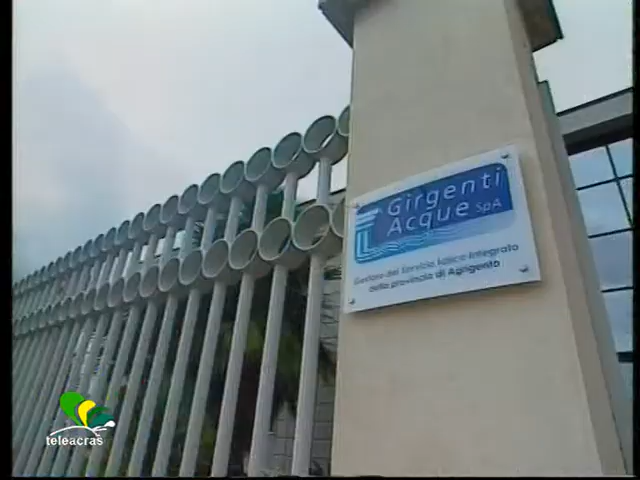 Girgenti
Acque SpA
Gestore del Servizio Idrico Integrato
della provincia di Agrigento
teleacras